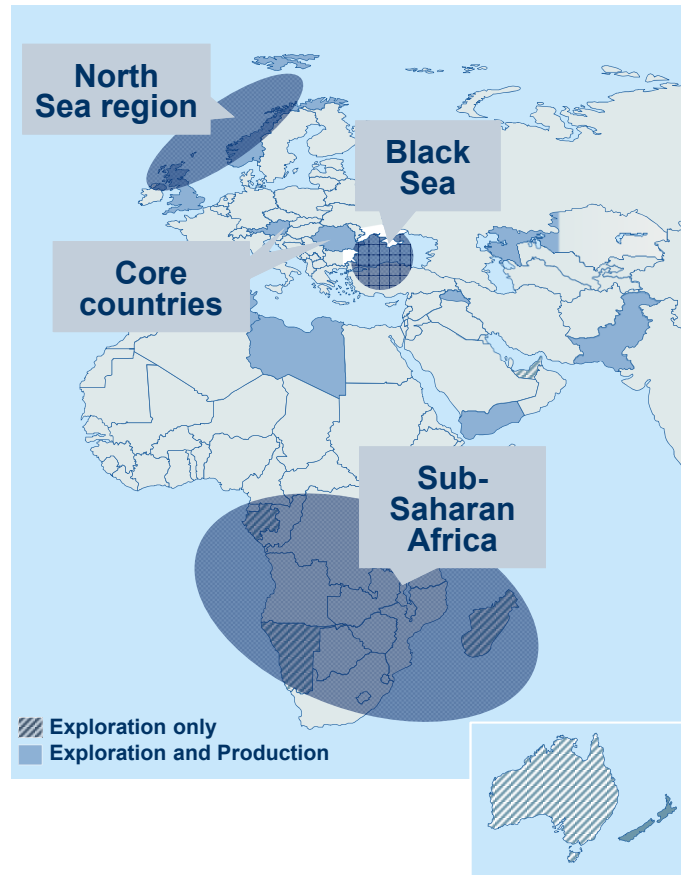 North
Sea region
Black
Sea
Core
countries
Sub-
Saharan
Africa
Exploration only
Exploration and Production